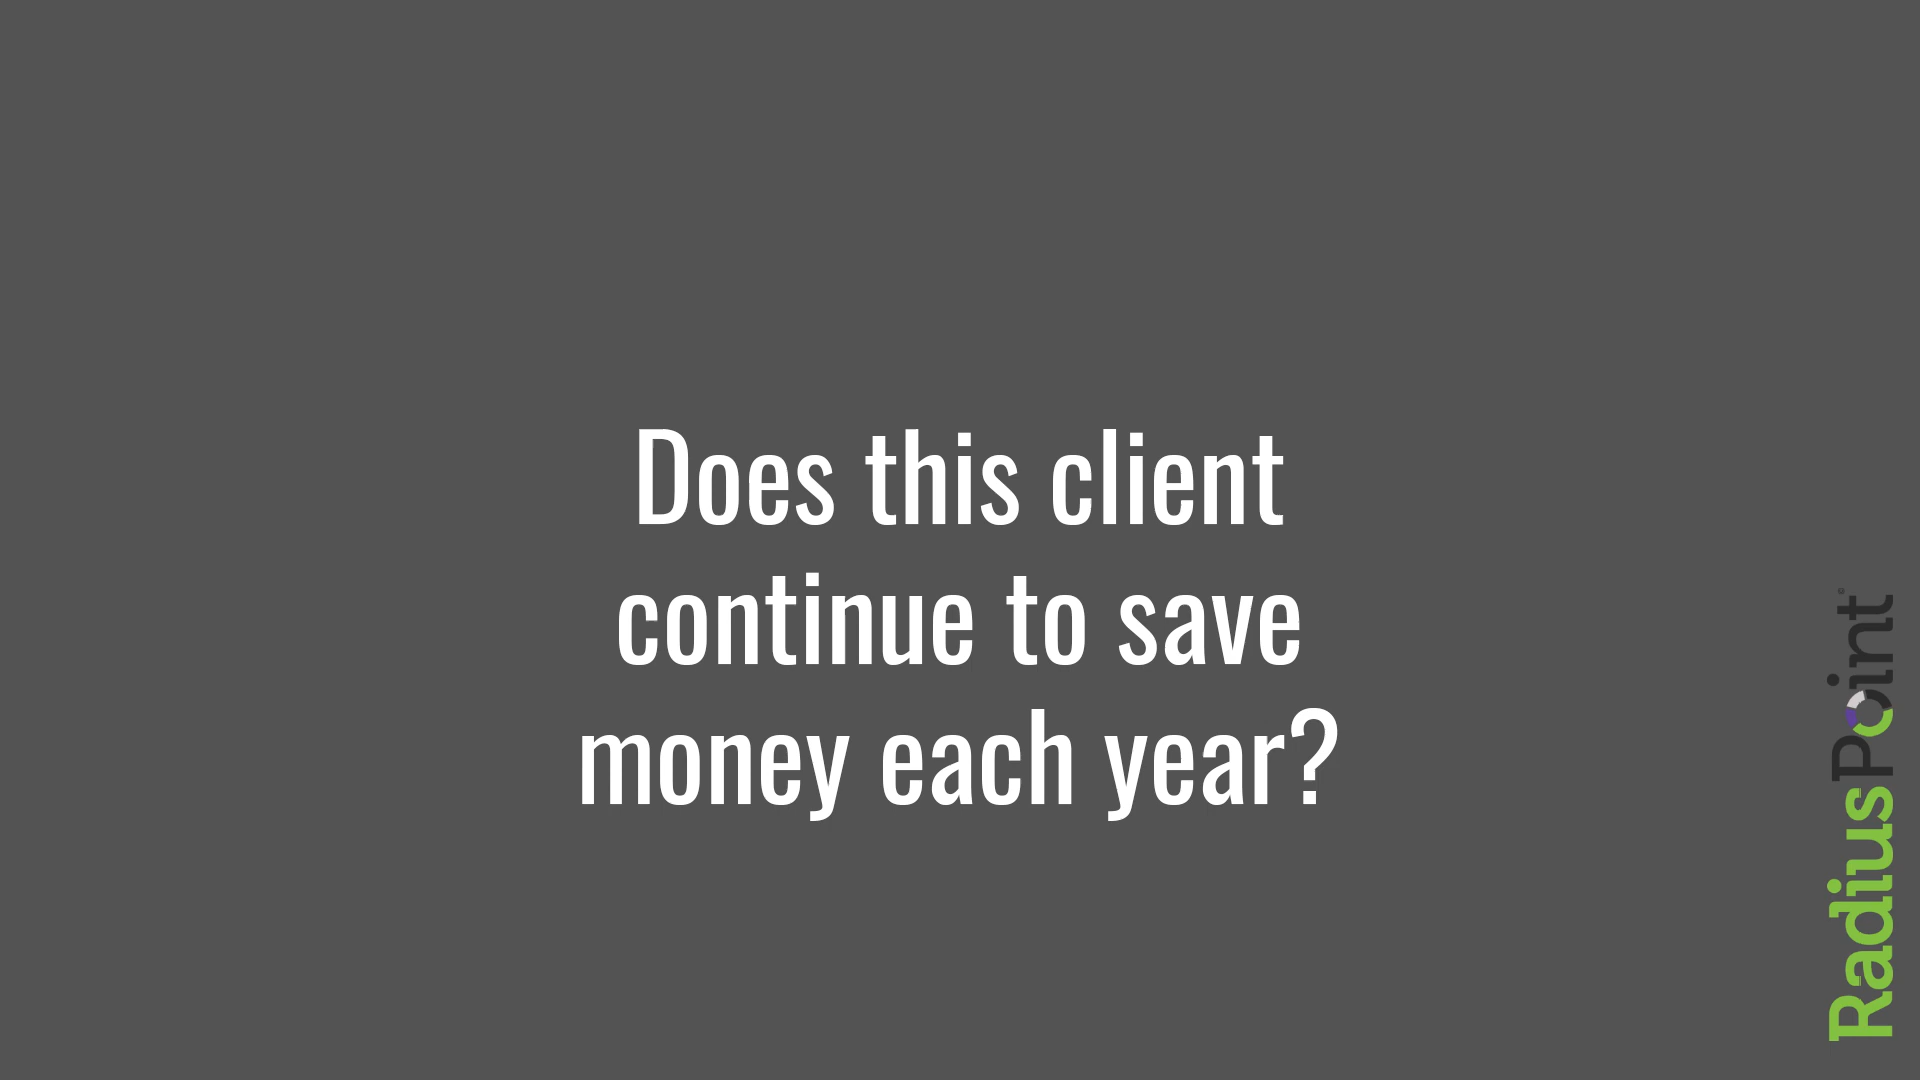 Does this client
continue to save
money each year?
RadiusPoint